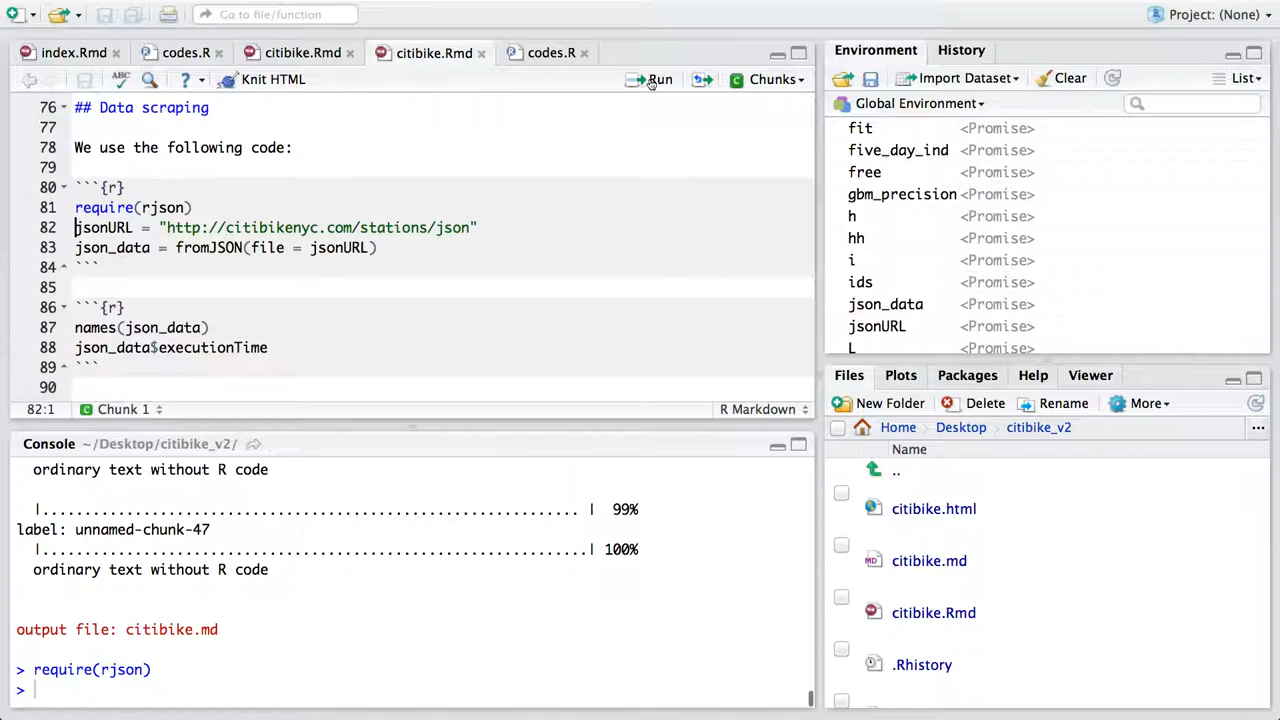 Go to file/function
Project: (None)
index.Rmd
codes.R
citibike.Rmd
citibike.Rmd
codes.R
ABC
?
Knit HTML
Run
C Chunks
76 ## Data scraping
77
78 We use the following code:
79
80 ```{r}
81 require(rjson)
82 jsonURL = "http://citibikenyc.com/stations/json"
83 json_data = fromJSON(file = jsonURL)
84 ```
85
86 ```{r}
87 names(json_data)
88 json_data$executionTime
89 ```
90
82:1
C Chunk 1
R Markdown
Console ~/Desktop/citibike_v2/
ordinary text without R code
|.......................................................... | 99%
label: unnamed-chunk-47
|...........................................................| 100%
ordinary text without R code
output file: citibike.md
> require(rjson)
>
Environment History
Import Dataset
Clear
List
Global Environment
fit <Promise>
five_day_ind <Promise>
free <Promise>
gbm_precision <Promise>
h <Promise>
hh <Promise>
i <Promise>
ids <Promise>
json_data <Promise>
jsonURL <Promise>
L <Promise>
Files Plots Packages Help Viewer
New Folder
Delete
Rename
More
Home Desktop citibike_v2 ...
Name
..
citibike.html
MD citibike.md
citibike.Rmd
.Rhistory